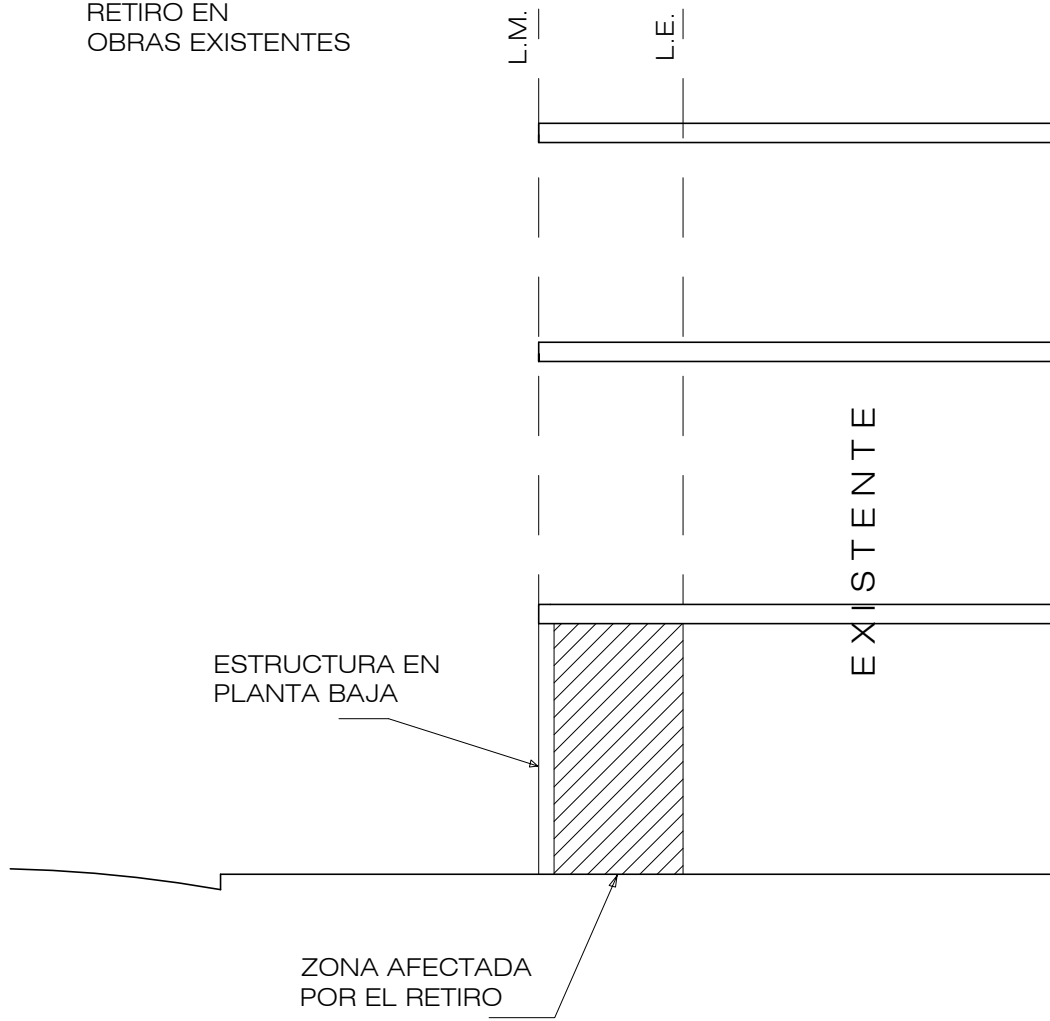 RETIRO EN
OBRAS EXISTENTES
L.M.
L.E.
EXISTENTE
ESTRUCTURA EN
PLANTA BAJA
ZONA AFECTADA
POR EL RETIRO